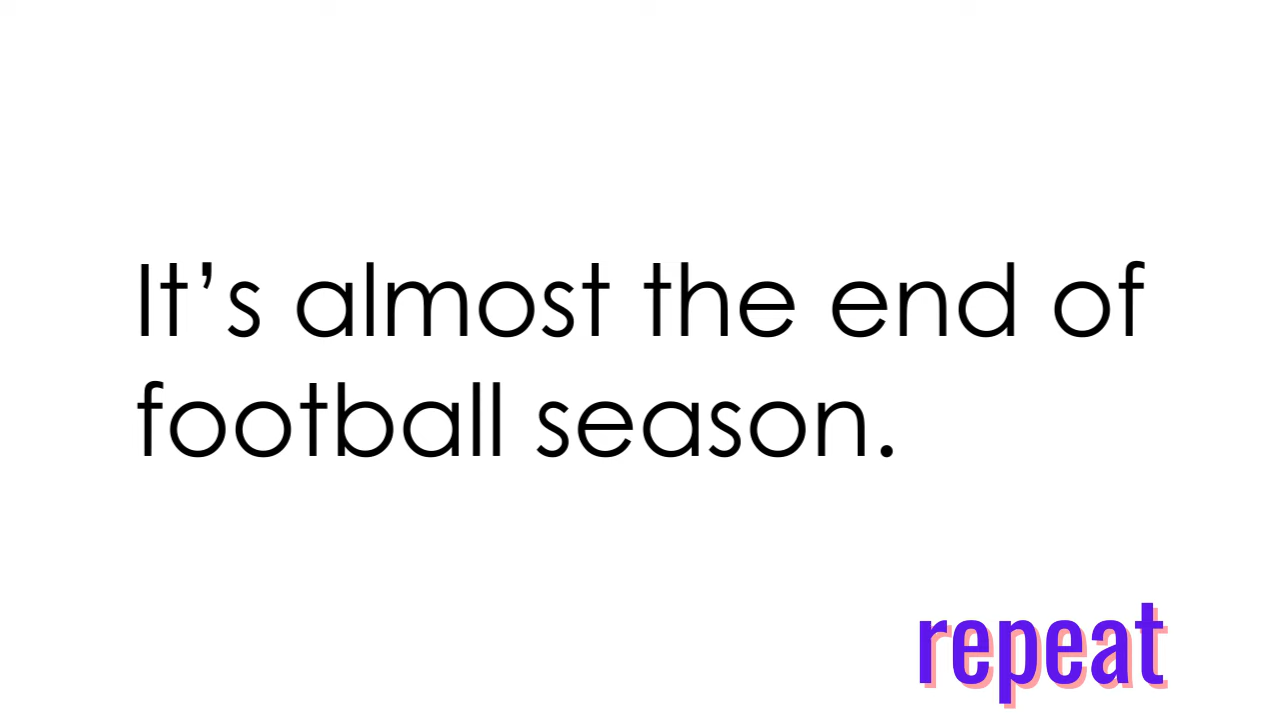 It’s almost the end of
football season.
repeat